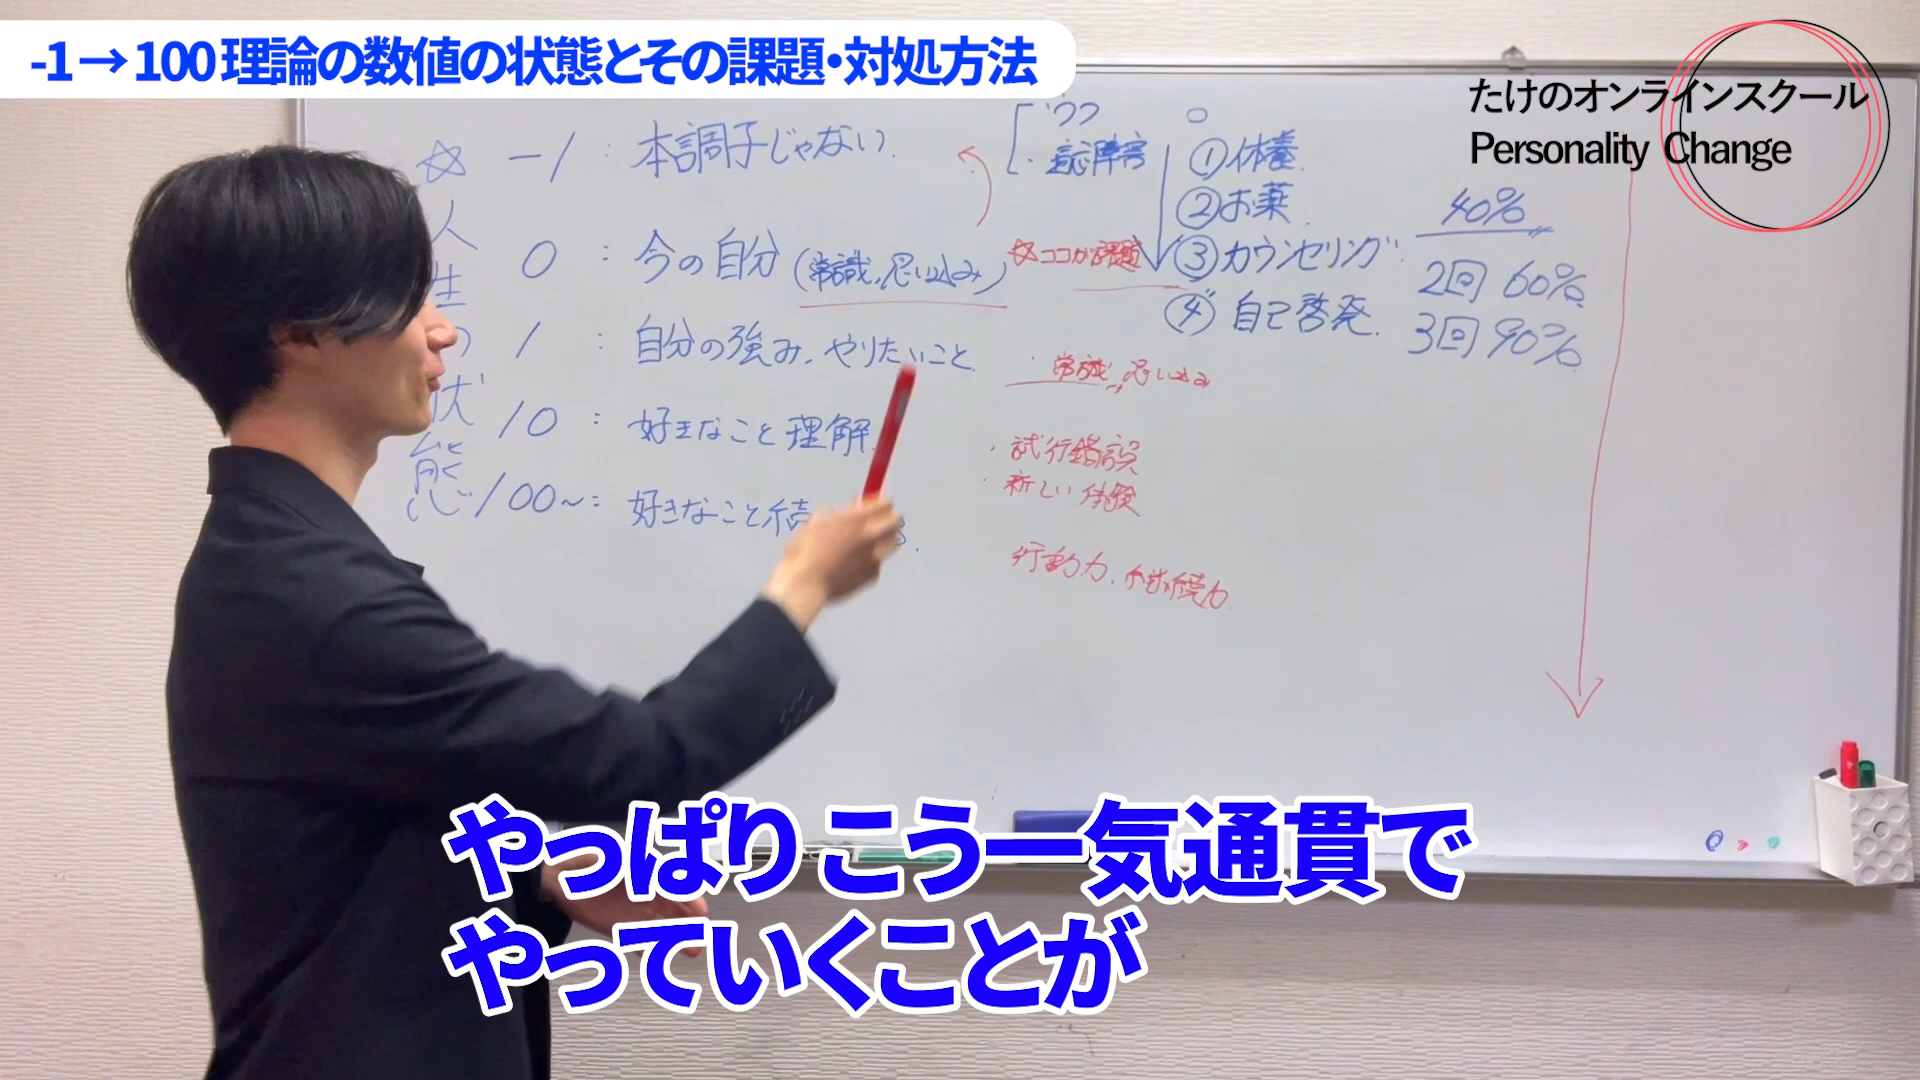 -1→100理論の数値の状態とその課題・対処方法
たけのオンラインスクール
Personality Change
☆ -1 : 本調子じゃない.
人生の状態
0 : 今の自分(常識,思い込み)
1 : 自分の強み,やりたいこと.
10 : 好きなこと理解.
100~: 好きなこと続
・うつ
・適応障害
①休養.
②お薬.
③カウンセリング.
④自己啓発.
40%
2回 60%
3回 90%
☆ココが課題
・常識,思い込み
・試行錯誤
・新しい体験
行動力,継続力.
やっぱりこう一気通貫で
やっていくことが